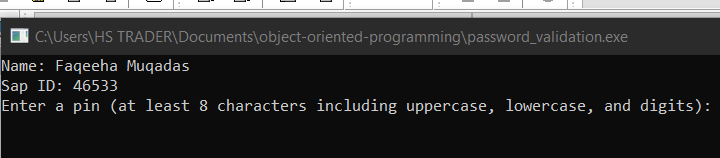 C:\Users\HS TRADER\Documents\object-oriented-programming\password_validation.exe
Name: Faqeeha Muqadas
Sap ID: 46533
Enter a pin (at least 8 characters including uppercase, lowercase, and digits):